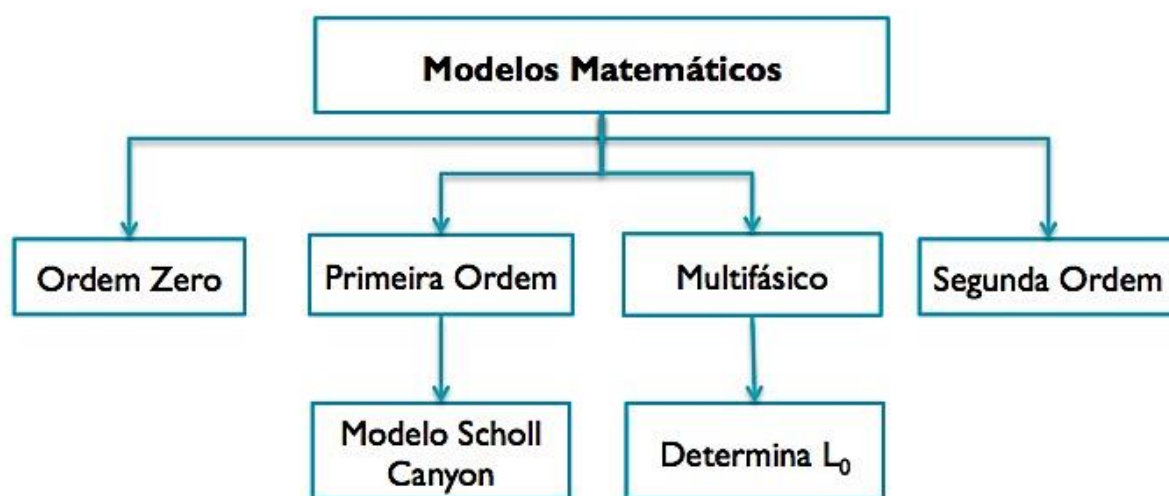 Modelos Matemáticos
Ordem Zero
Primeira Ordem
Multifásico
Segunda Ordem
Modelo Scholl
Canyon
Determina L₀